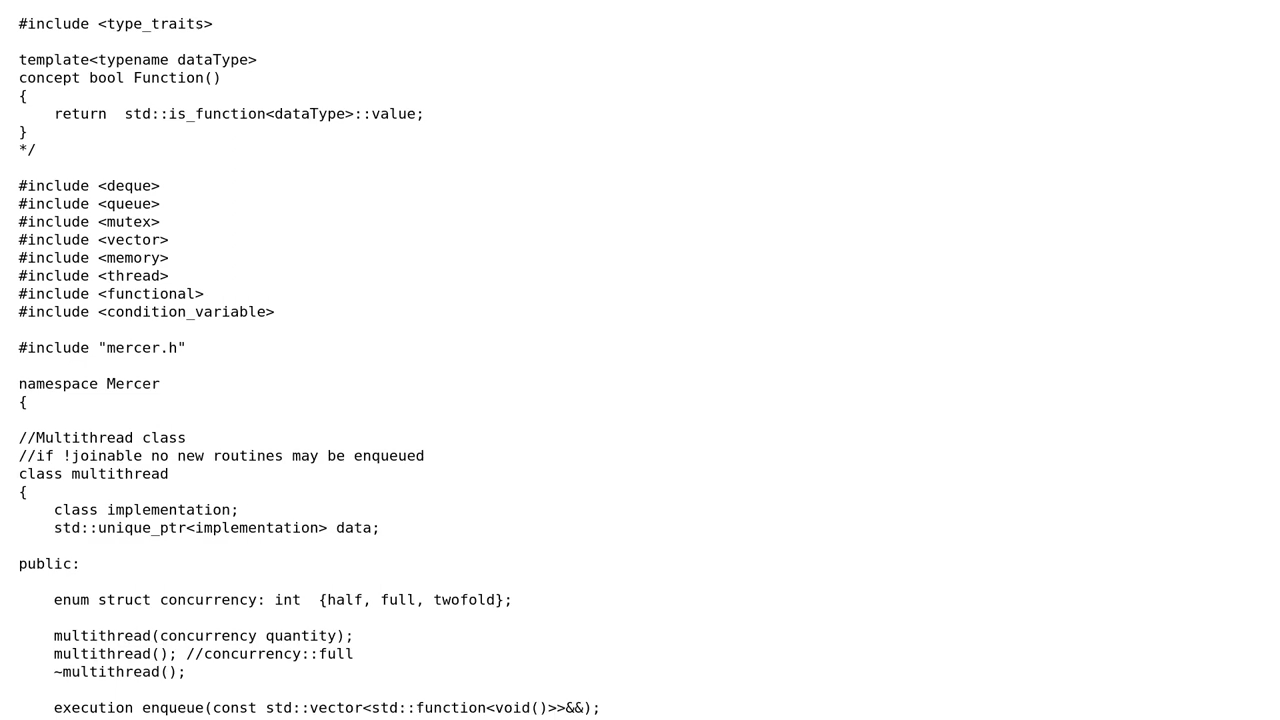 #include <type_traits>

template<typename dataType>
concept bool Function()
{
    return  std::is_function<dataType>::value;
}
*/

#include <deque>
#include <queue>
#include <mutex>
#include <vector>
#include <memory>
#include <thread>
#include <functional>
#include <condition_variable>

#include "mercer.h"

namespace Mercer
{

//Multithread class
//if !joinable no new routines may be enqueued
class multithread
{
    class implementation;
    std::unique_ptr<implementation> data;

public:

    enum struct concurrency: int  {half, full, twofold};

    multithread(concurrency quantity);
    multithread(); //concurrency::full
    ~multithread();

    execution enqueue(const std::vector<std::function<void()>>&&);